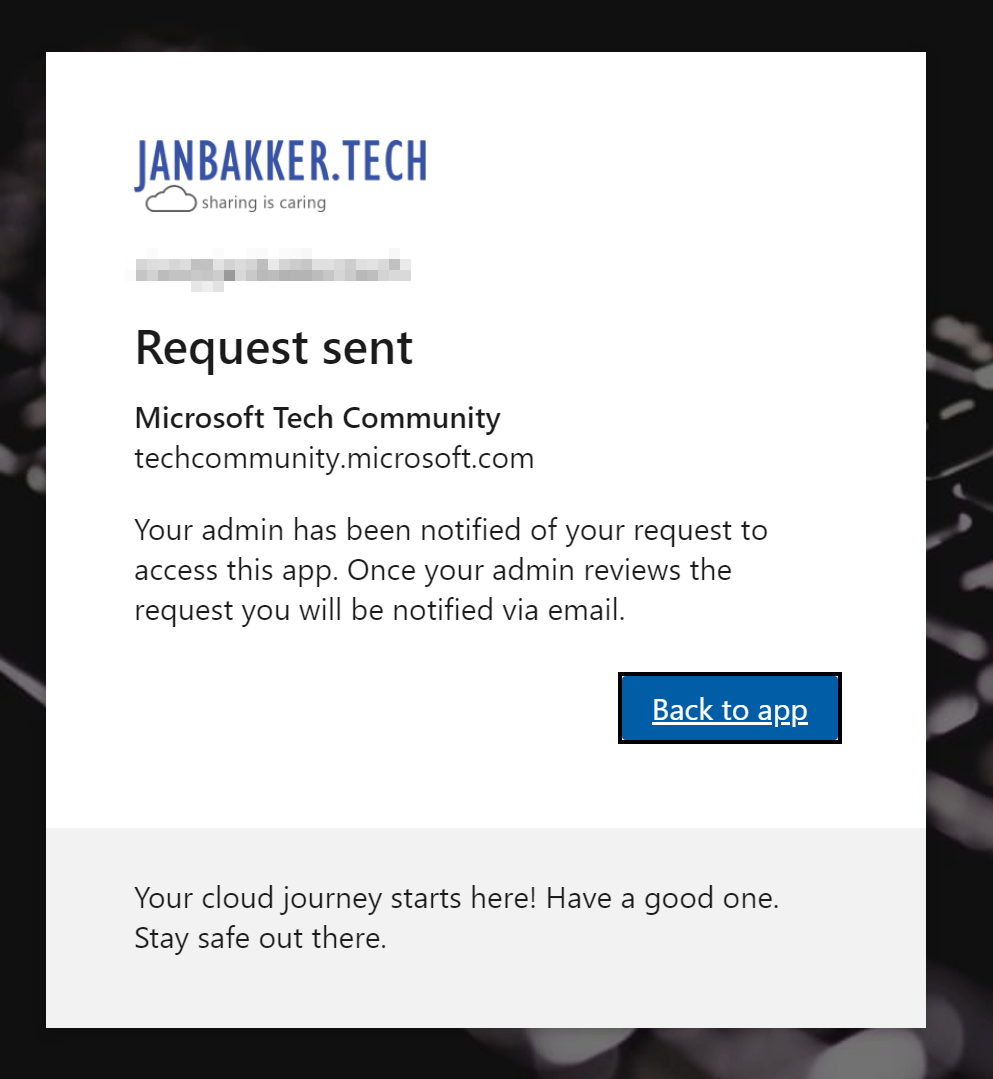 JANBAKKER.TECH
sharing is caring
Request sent
Microsoft Tech Community
techcommunity.microsoft.com
Your admin has been notified of your request to
access this app. Once your admin reviews the
request you will be notified via email.
Back to app
Your cloud journey starts here! Have a good one.
Stay safe out there.